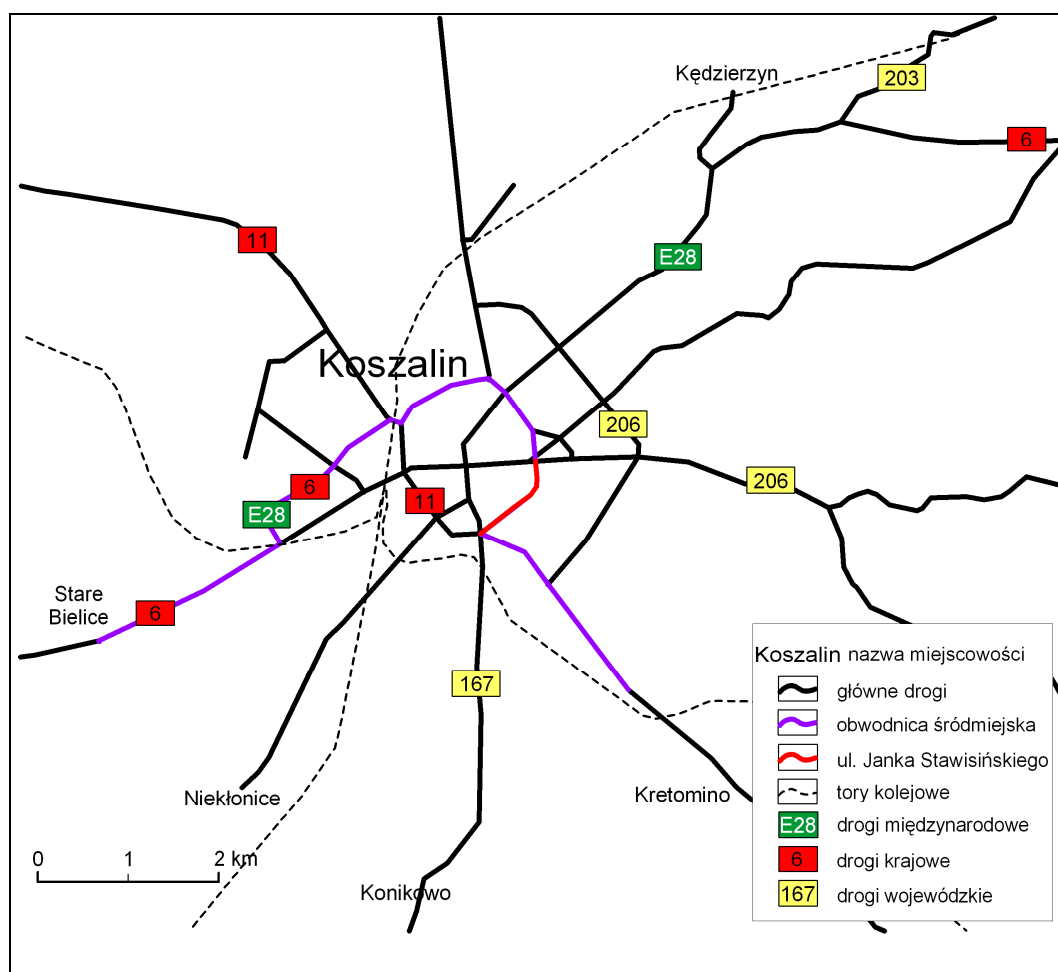 Kędzierzyn
203
6
11
E28
Koszalin
206
206
6
11
E28
Stare
Bielice
6
167
Niekłonice
Kretomino
0 1 2 km
Konikowo
Koszalin nazwa miejscowości
główne drogi
obwodnica śródmiejska
ul. Janka Stawisińskiego
tory kolejowe
E28 drogi międzynarodowe
6 drogi krajowe
167 drogi wojewódzkie